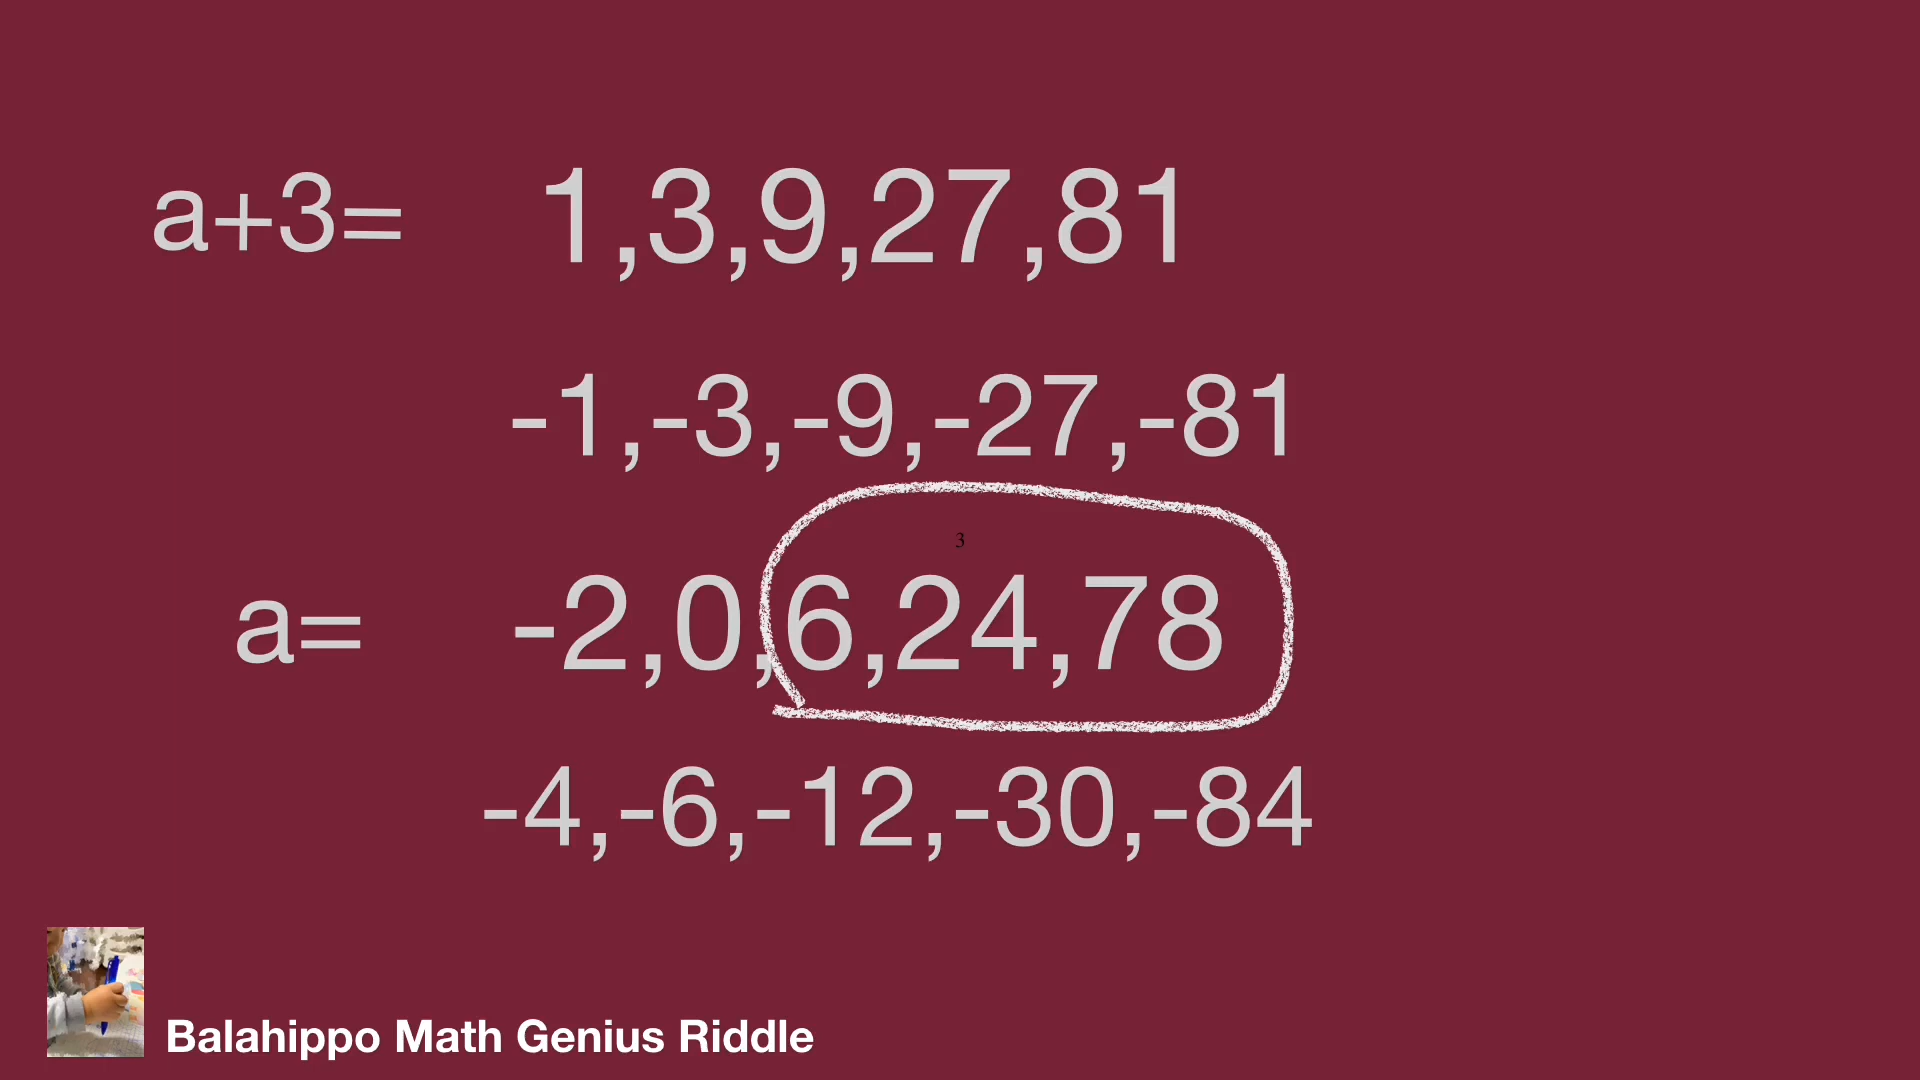 a+3= 1,3,9,27,81
-1,-3,-9,-27,-81
3
a= -2,0,6,24,78
-4,-6,-12,-30,-84
Balahippo Math Genius Riddle